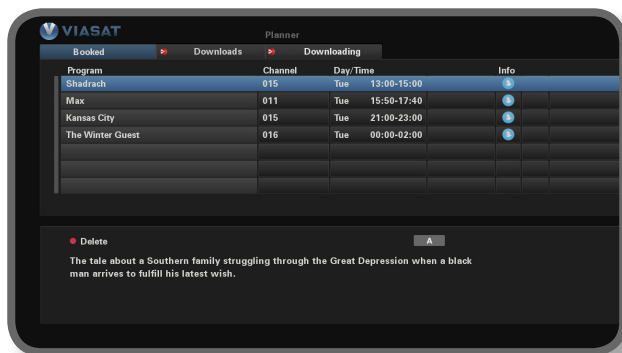 VIASAT
Planner
Booked Downloads Downloading
Program Channel Day/Time Info
Shadrach 015 Tue 13:00-15:00
Max 011 Tue 15:50-17:40
Kansas City 015 Tue 21:00-23:00
The Winter Guest 016 Tue 00:00-02:00
Delete A
The tale about a Southern family struggling through the Great Depression when a black
man arrives to fulfill his latest wish.